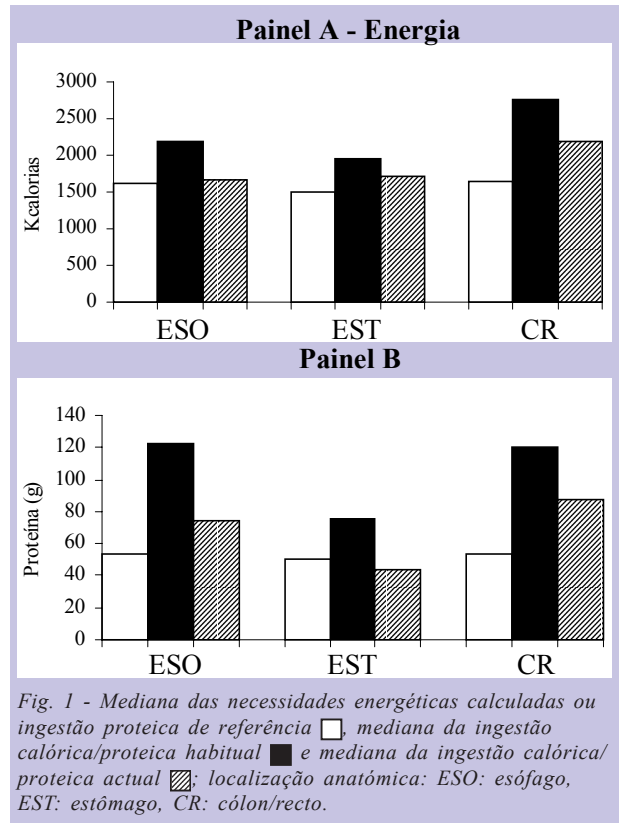 Painel A - Energia
3000
2500
2000
1500
1000
500
0
Kcalorias
ESO EST CR
Painel B
140
120
100
80
60
40
20
0
Proteína (g)
ESO EST CR
Fig. 1 - Mediana das necessidades energéticas calculadas ou
ingestão proteica de referência , mediana da ingestão
calórica/proteica habitual e mediana da ingestão calórica/
proteica actual ; localização anatómica: ESO: esófago,
EST: estômago, CR: cólon/recto.